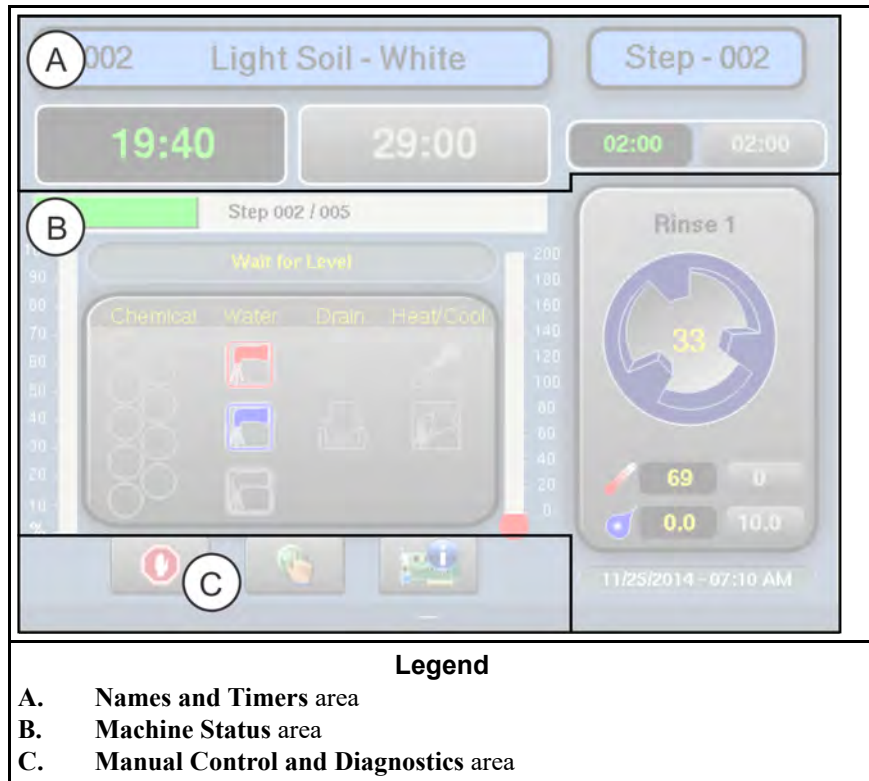 A
002 Light Soil - White
Step - 002
19:40
29:00
02:00
02:00
B
Step 002 / 005
Wait for Level
Rinse 1
Chemical Water Drain Heat/Cool
90
80
70
60
50
40
30
20
10
%
200
180
160
140
120
100
80
60
40
20
0
33
69
0
0.0
10.0
C
11/25/2014 - 07:10 AM
Legend
A. Names and Timers area
B. Machine Status area
C. Manual Control and Diagnostics area